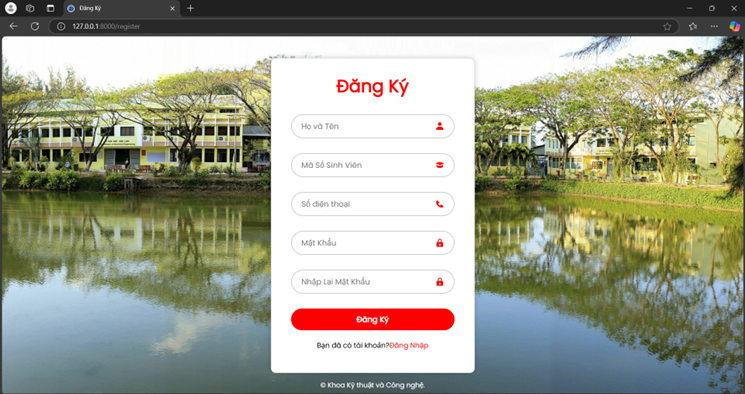 Đăng Ký
127.0.0.1:8000/register
Đăng Ký
Họ và Tên
Mã Số Sinh Viên
Số điện thoại
Mật Khẩu
Nhập Lại Mật Khẩu
Đăng Ký
Bạn đã có tài khoản?Đăng Nhập
© Khoa Kỹ thuật và Công nghệ.